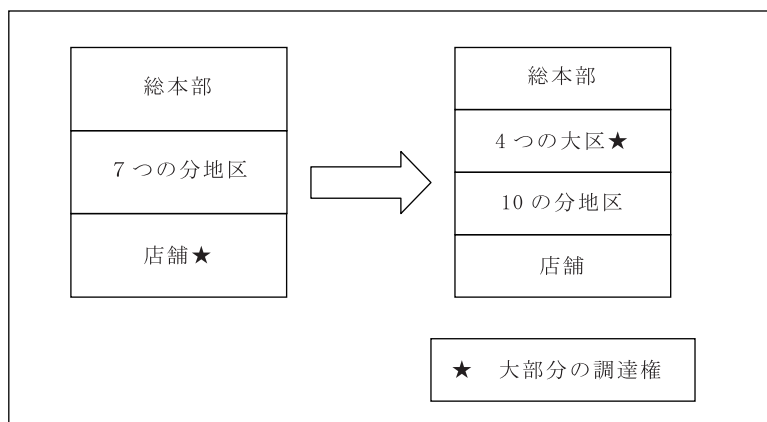 総本部
7つの分地区
店舗★
総本部
4つの大区★
10の分地区
店舗
★ 大部分の調達権